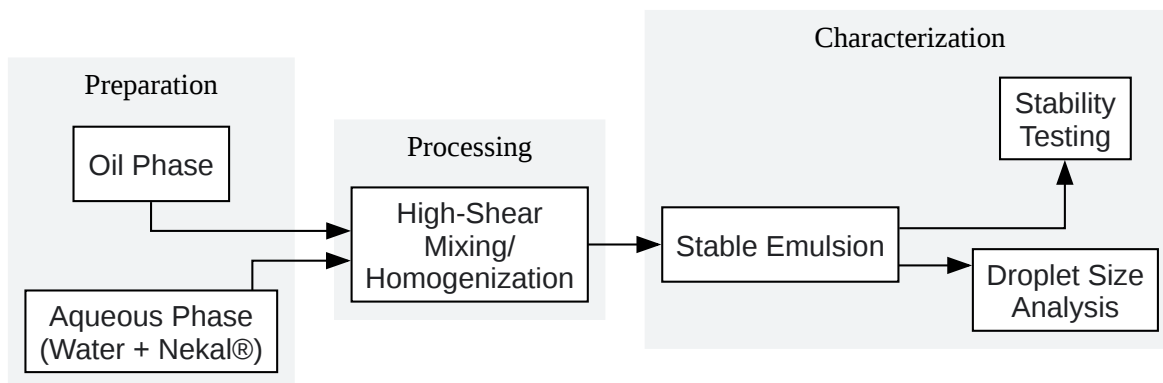 Preparation
Oil Phase
Aqueous Phase
(Water + Nekal®)
Processing
High-Shear
Mixing/
Homogenization
Characterization
Stable Emulsion
Stability
Testing
Droplet Size
Analysis